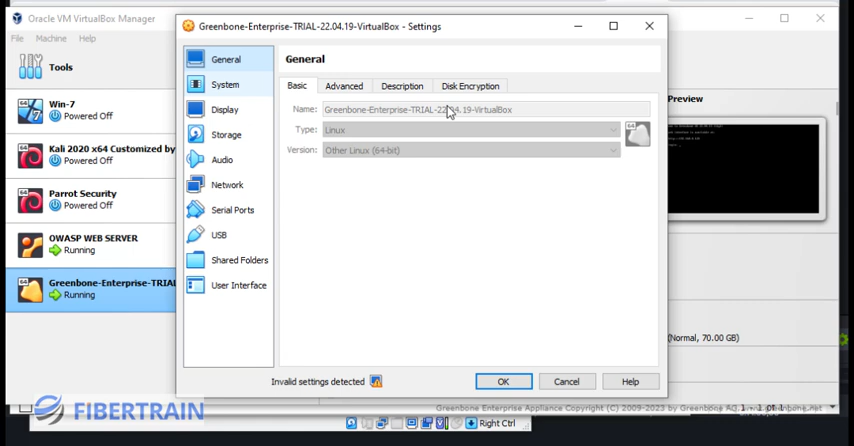 Oracle VM VirtualBox Manager
File Machine Help
Tools
Win-7
Powered Off
Kali 2020 x64 Customized by
Powered Off
Parrot Security
Powered Off
OWASP WEB SERVER
Running
Greenbone-Enterprise-TRIAL
Running
Greenbone-Enterprise-TRIAL-22.04.19-VirtualBox - Settings
General
System
Display
Storage
Audio
Network
Serial Ports
USB
Shared Folders
User Interface
General
Basic Advanced Description Disk Encryption
Name: Greenbone-Enterprise-TRIAL-22.04.19-VirtualBox
Type: Linux
Version: Other Linux (64-bit)
64
Invalid settings detected
OK Cancel Help
Preview
(Normal, 70.00 GB)
FIBERTRAIN
Greenbone Enterprise Appliance Copyright (C) 2009-2023 by Greenbone AG
Right Ctrl